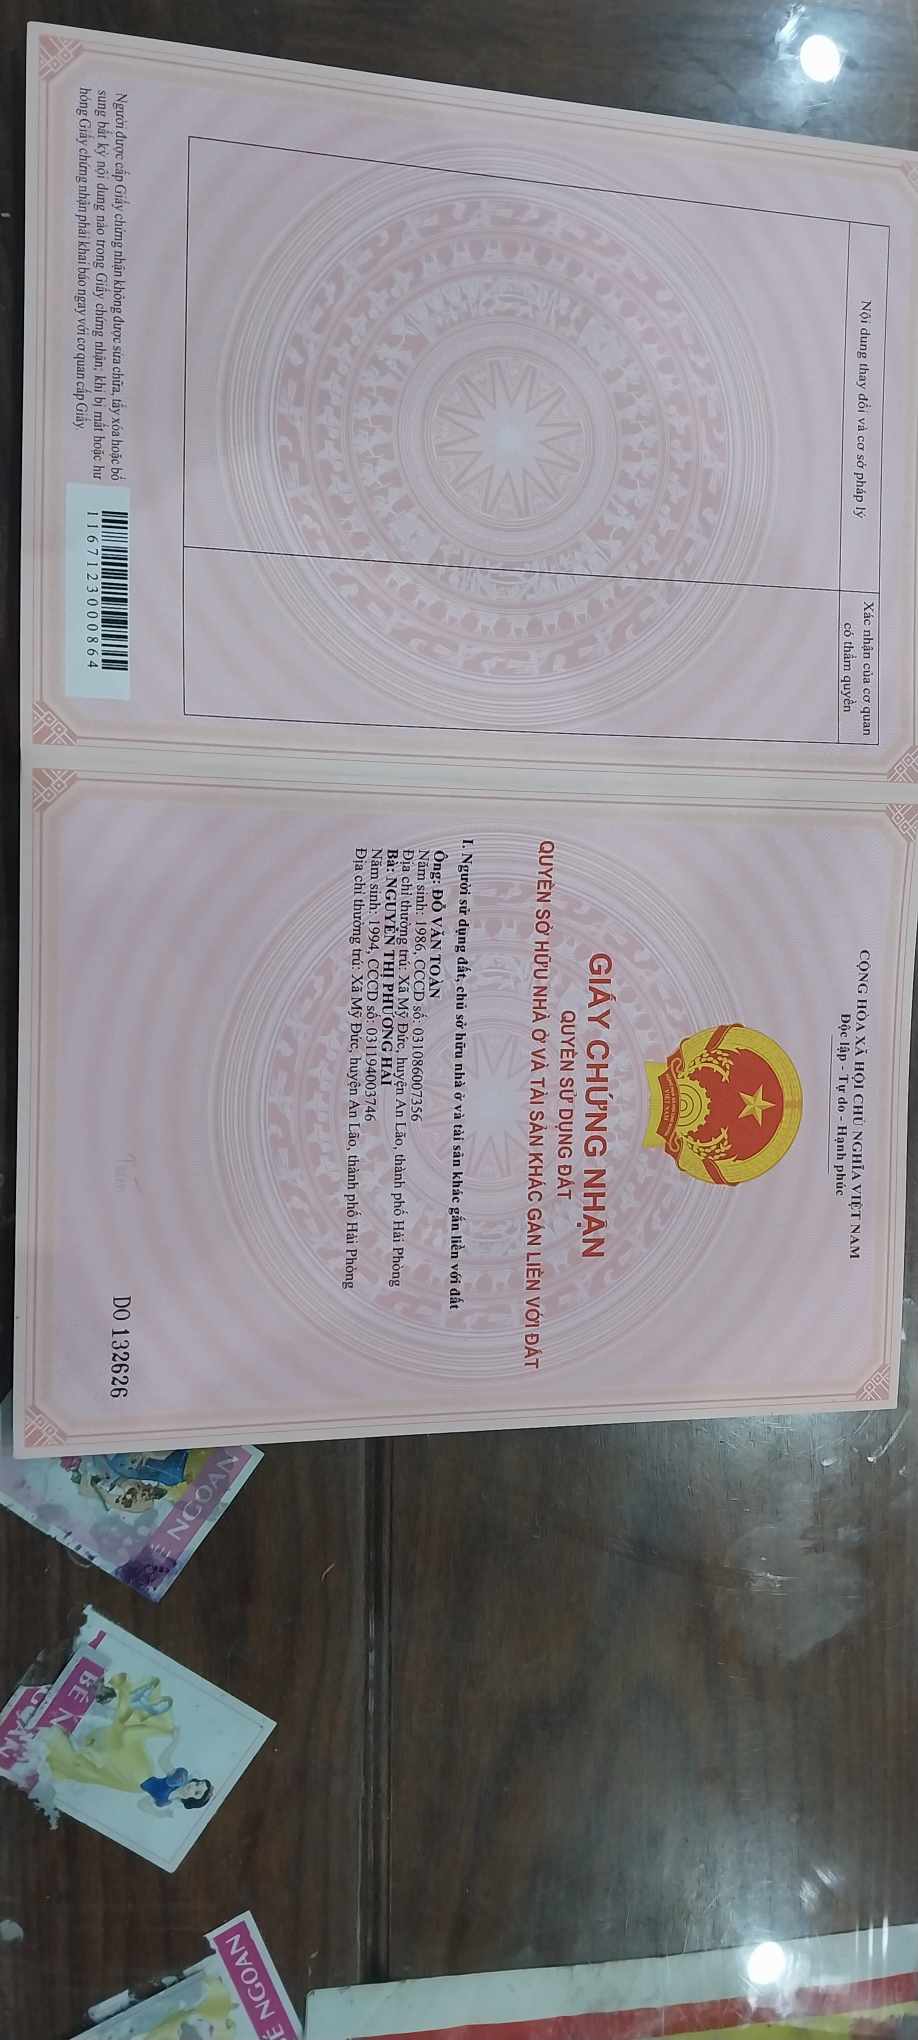 Nội dung thay đổi và cơ sở pháp lý
Xác nhận của cơ quan
có thẩm quyền
Người được cấp Giấy chứng nhận không được sửa chữa, tẩy xóa hoặc bổ
sung bất kỳ nội dung nào trong Giấy chứng nhận; khi bị mất hoặc hư
hỏng Giấy chứng nhận phải khai báo ngay với cơ quan cấp Giấy.
1167123000864
CỘNG HÒA XÃ HỘI CHỦ NGHĨA VIỆT NAM
Độc lập - Tự do - Hạnh phúc
VIỆT NAM
GIẤY CHỨNG NHẬN
QUYỀN SỬ DỤNG ĐẤT
QUYỀN SỞ HỮU NHÀ Ở VÀ TÀI SẢN KHÁC GẮN LIỀN VỚI ĐẤT
I. Người sử dụng đất, chủ sở hữu nhà ở và tài sản khác gắn liền với đất
Ông: ĐỖ VĂN TOÀN
Năm sinh: 1986, CCCD số: 031086007356
Địa chỉ thường trú: Xã Mỹ Đức, huyện An Lão, thành phố Hải Phòng
Bà: NGUYỄN THỊ PHƯƠNG HẢI
Năm sinh: 1994, CCCD số: 031194003746
Địa chỉ thường trú: Xã Mỹ Đức, huyện An Lão, thành phố Hải Phòng
DO 132626
NGOAN
BÉ N
BÉ NGOAN